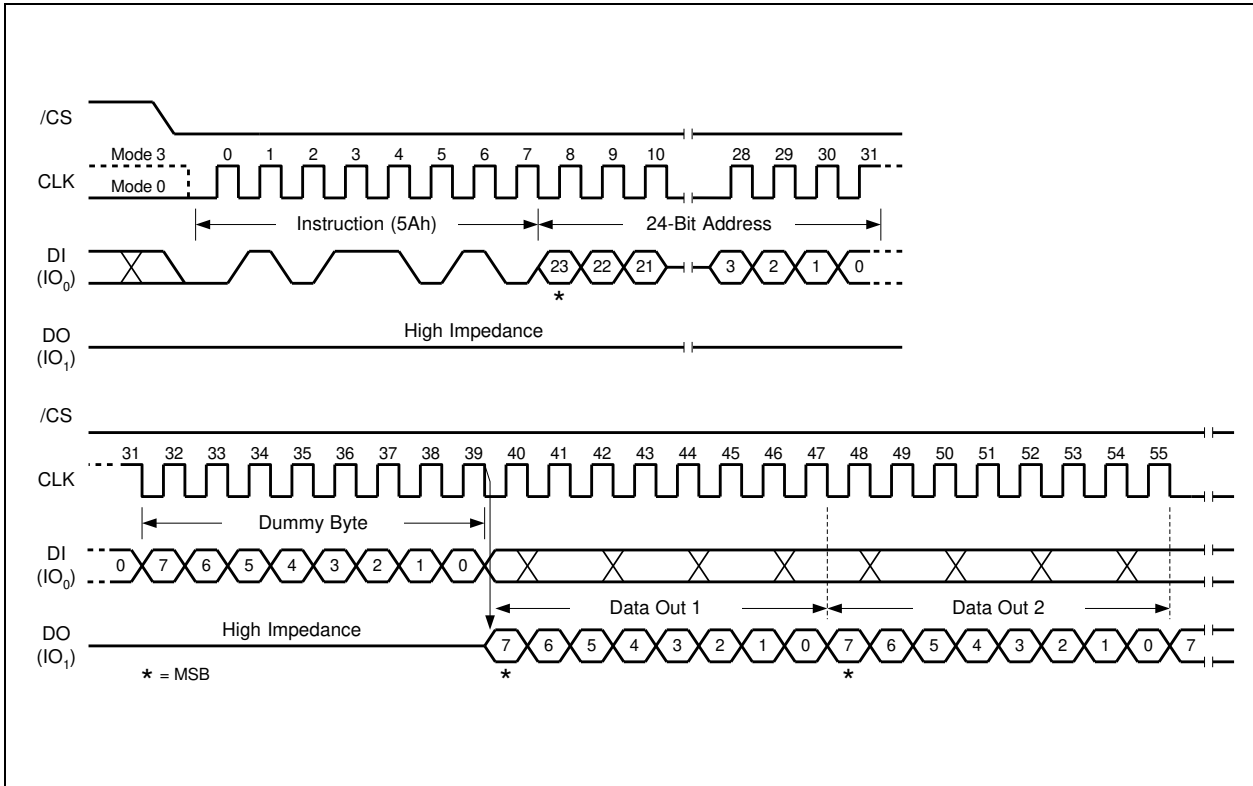 /CS
Mode 3 0 1 2 3 4 5 6 7 8 9 10 28 29 30 31
CLK
Mode 0
Instruction (5Ah) 24-Bit Address
DI
(IO0) 23 22 21 3 2 1 0
*
High Impedance
DO
(IO1)
/CS
31 32 33 34 35 36 37 38 39 40 41 42 43 44 45 46 47 48 49 50 51 52 53 54 55
CLK
Dummy Byte
DI
(IO0) 0 7 6 5 4 3 2 1 0
Data Out 1 Data Out 2
High Impedance
DO
(IO1) 7 6 5 4 3 2 1 0 7 6 5 4 3 2 1 0 7
* = MSB * *